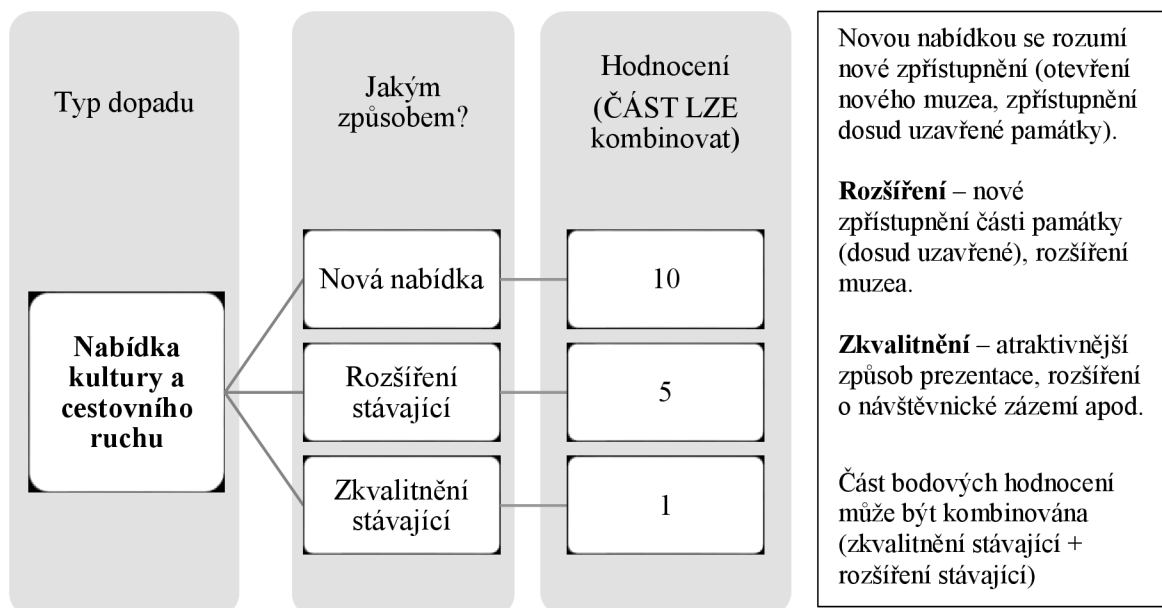 Typ dopadu
Jakým
způsobem?
Hodnocení
(ČÁST LZE
kombinovat)
Nabídka
kultury a
cestovního
ruchu
Nová nabídka
10
Rozšíření
stávající
5
Zkvalitnění
stávající
1
Novou nabídkou se rozumí
nové zpřístupnění (otevření
nového muzea, zpřístupnění
dosud uzavřené památky).
Rozšíření – nové
zpřístupnění části památky
(dosud uzavřené), rozšíření
muzea.
Zkvalitnění – atraktivnější
způsob prezentace, rozšíření
o návštěvnické zázemí apod.
Část bodových hodnocení
může být kombinována
(zkvalitnění stávající +
rozšíření stávající)